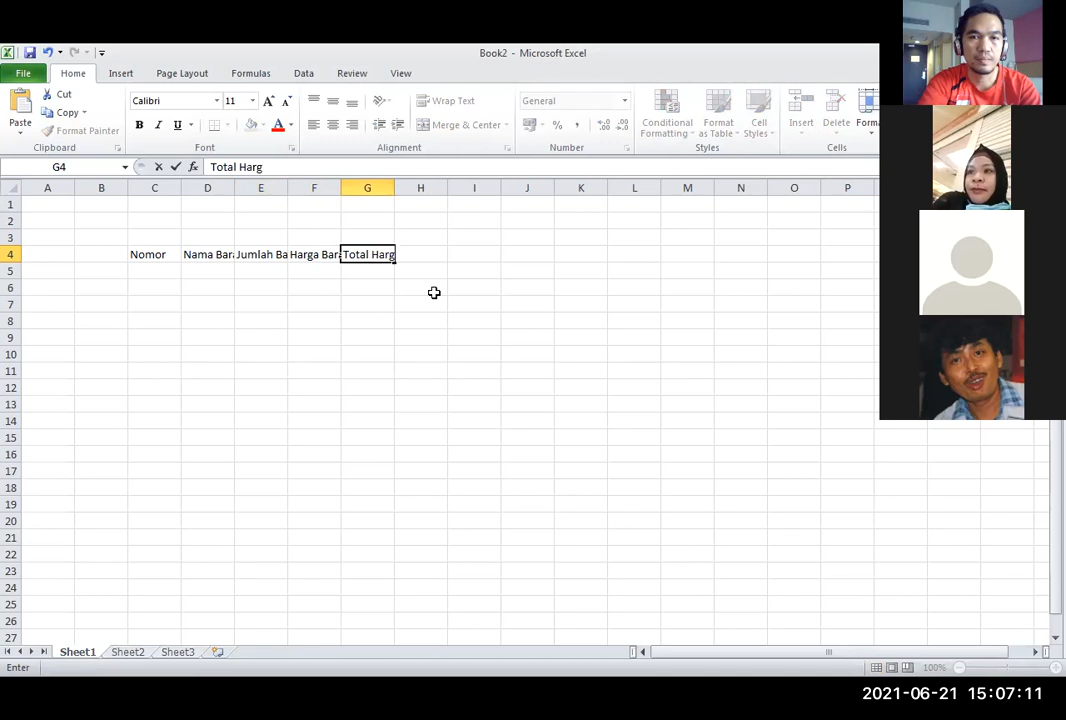 Book2 - Microsoft Excel
File Home Insert Page Layout Formulas Data Review View
Paste
Cut
Copy
Format Painter
Clipboard
Calibri 11
B I U
A A A
Font
Wrap Text
Merge & Center
Alignment
General
% ,
Number
Conditional Formatting
Format as Table
Cell Styles
Styles
Insert Delete Forma
Cells
G4 fx Total Harg
A B C D E F G H I J K L M N O P
1
2
3
4 Nomor Nama Bar Jumlah Ba Harga Bar Total Harg
5
6
7
8
9
10
11
12
13
14
15
16
17
18
19
20
21
22
23
24
25
26
27
Sheet1 Sheet2 Sheet3
Enter 100%
2021-06-21 15:07:11